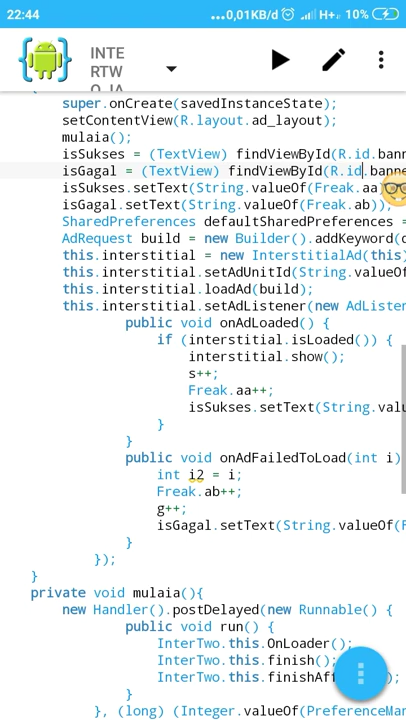 22:44 ...0,01KB/d H+ 10%
INTE
RTW
O.JA
super.onCreate(savedInstanceState);
setContentView(R.layout.ad_layout);
mulaia();
isSukses = (TextView) findViewById(R.id.bann
isGagal = (TextView) findViewById(R.id.banne
isSukses.setText(String.valueOf(Freak.aa)
isGagal.setText(String.valueOf(Freak.ab));
SharedPreferences defaultSharedPreferences =
AdRequest build = new Builder().addKeyword(d
this.interstitial = new InterstitialAd(this)
this.interstitial.setAdUnitId(String.valueOf
this.interstitial.loadAd(build);
this.interstitial.setAdListener(new AdListen
public void onAdLoaded() {
if (interstitial.isLoaded()) {
interstitial.show();
s++;
Freak.aa++;
isSukses.setText(String.valu
}
}
public void onAdFailedToLoad(int i)
int i2 = i;
Freak.ab++;
g++;
isGagal.setText(String.valueOf(F
}
});
}
private void mulaia(){
new Handler().postDelayed(new Runnable() {
public void run() {
InterTwo.this.OnLoader();
InterTwo.this.finish();
InterTwo.this.finishAff );
}
}, (long) (Integer.valueOf(PreferenceMan